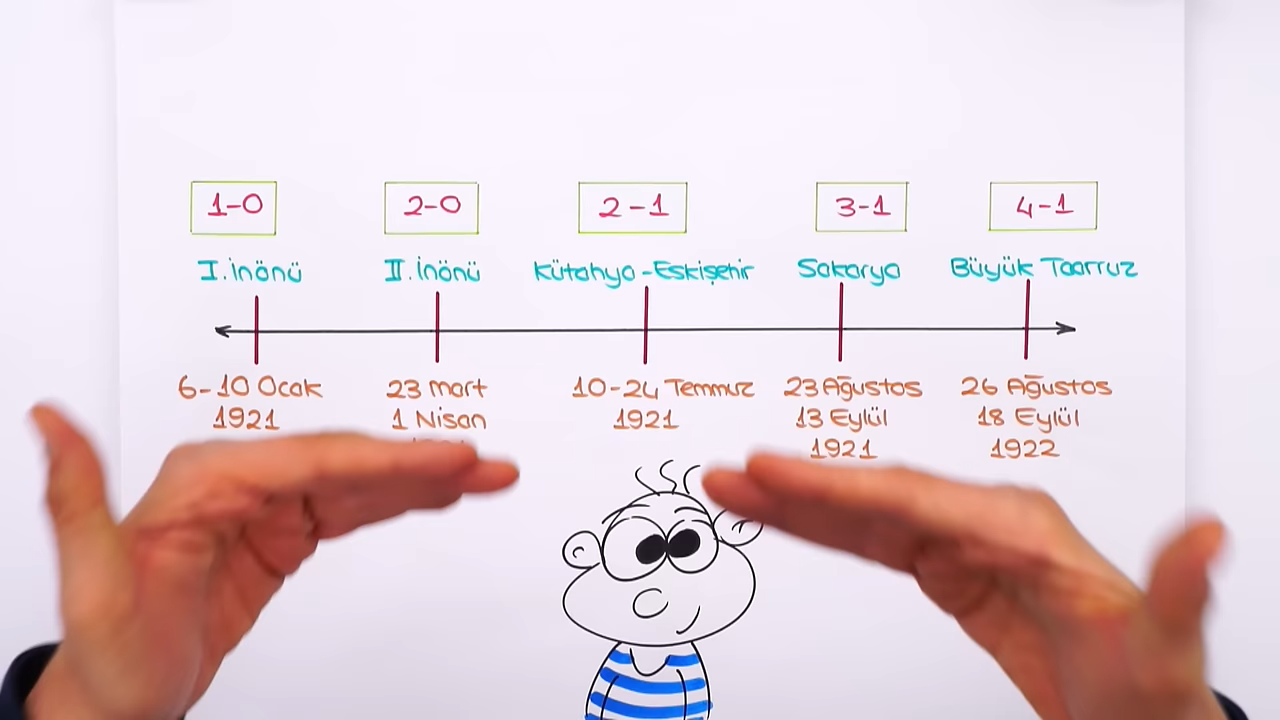 1-0 2-0 2-1 3-1 4-1
I. İnönü II. İnönü Kütahya-Eskişehir Sakarya Büyük Taarruz
6-10 Ocak 23 Mart 10-24 Temmuz 23 Ağustos 26 Ağustos
1921 1 Nisan 1921 13 Eylül 18 Eylül
1921 1922